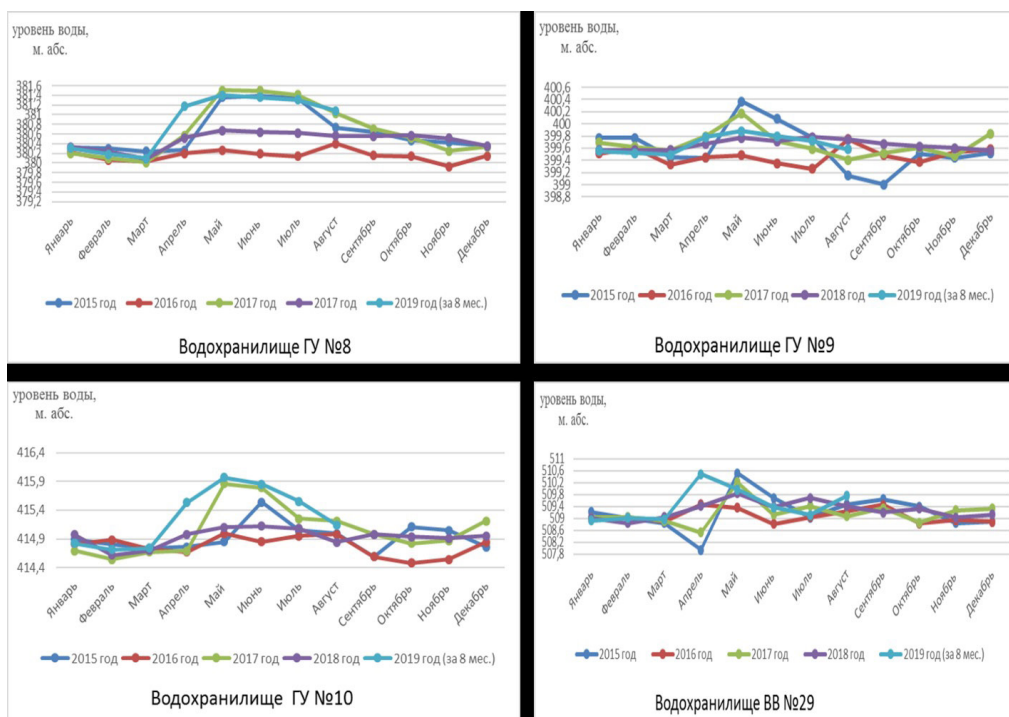 уровень воды,
м. абс.
381,6
381,4
381,2
381
380,8
380,6
380,4
380,2
380
379,8
379,6
379,4
379,2
Январь
Февраль
Март
Апрель
Май
Июнь
Июль
Август
Сентябрь
Октябрь
Ноябрь
Декабрь
2015 год 2016 год 2017 год 2017 год 2019 год (за 8 мес.)
Водохранилище ГУ №8
уровень воды,
м. абс.
400,6
400,4
400,2
400
399,8
399,6
399,4
399,2
399
398,8
Январь
Февраль
Март
Апрель
Май
Июнь
Июль
Август
Сентябрь
Октябрь
Ноябрь
Декабрь
2015 год 2016 год 2017 год 2018 год 2019 год (за 8 мес.)
Водохранилище ГУ №9
уровень воды,
м. абс.
416,4
415,9
415,4
414,9
414,4
Январь
Февраль
Март
Апрель
Май
Июнь
Июль
Август
Сентябрь
Октябрь
Ноябрь
Декабрь
2015 год 2016 год 2017 год 2018 год 2019 год (за 8 мес.)
Водохранилище ГУ №10
уровень воды,
м. абс.
511
510,6
510,2
509,8
509,4
509
508,6
508,2
507,8
Январь
Февраль
Март
Апрель
Май
Июнь
Июль
Август
Сентябрь
Октябрь
Ноябрь
Декабрь
2015 год 2016 год 2017 год 2018 год 2019 год (за 8 мес.)
Водохранилище ВВ №29